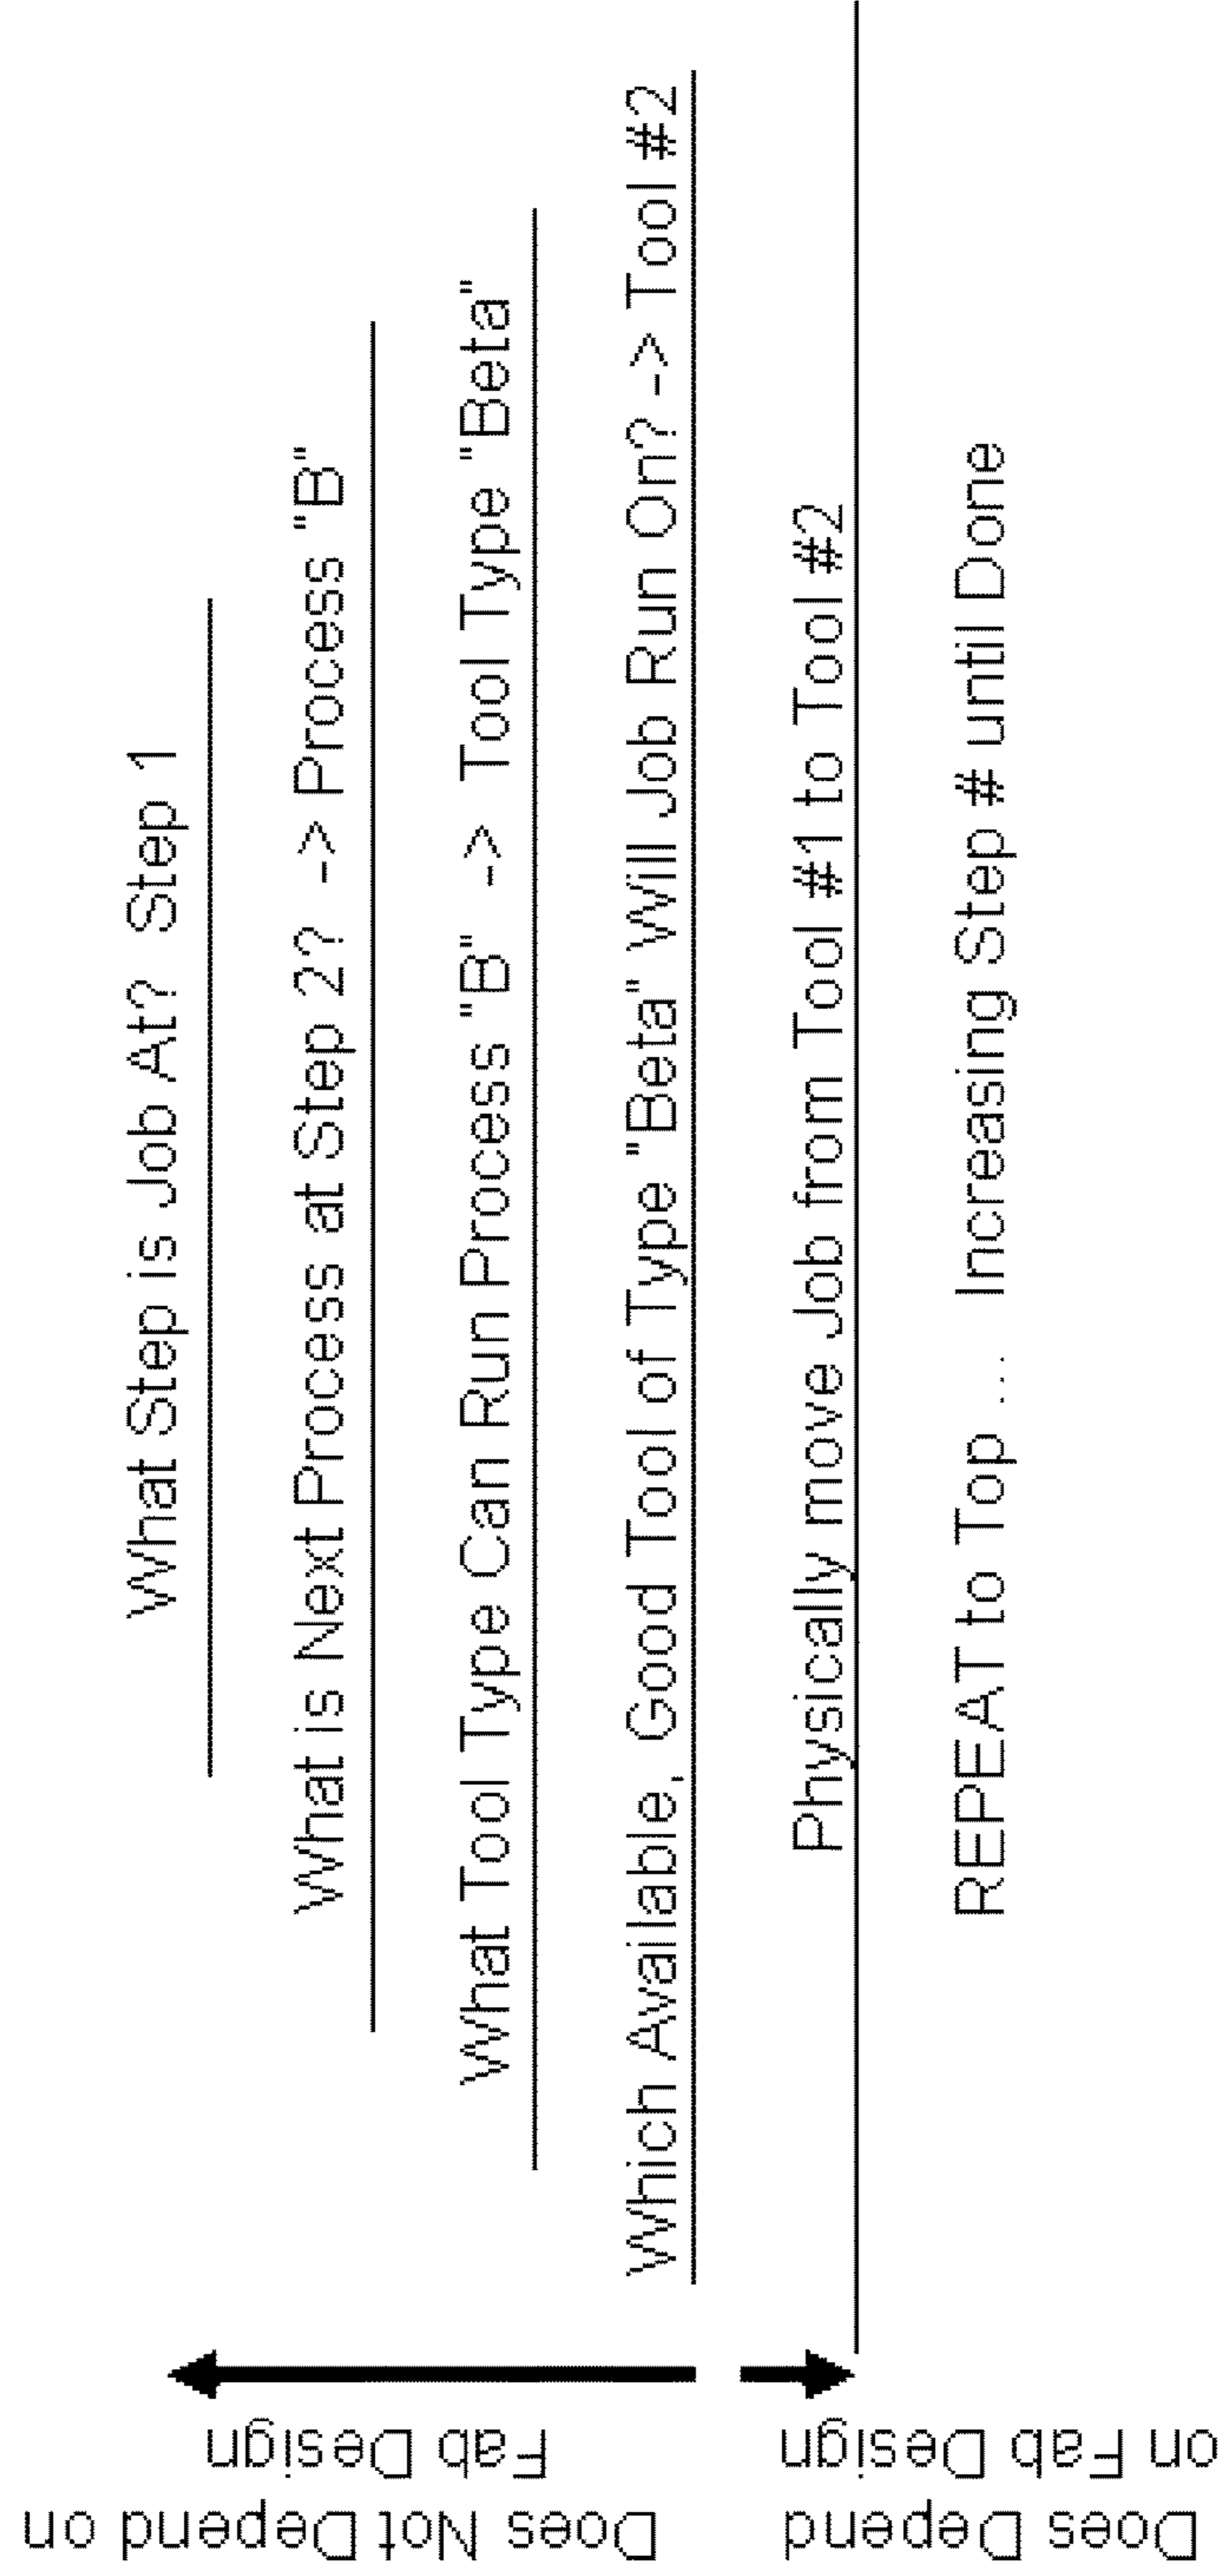 What Step is Job At?  Step 1
What is Next Process at Step 2? -> Process "B"
What Tool Type Can Run Process "B" -> Tool Type "Beta"
Which Available, Good Tool of Type "Beta" Will Job Run On? -> Tool #2
Physically move Job from Tool #1 to Tool #2
REPEAT to Top ...  Increasing Step # until Done
Does Not Depend on
Fab Design
Does Depend
on Fab Design